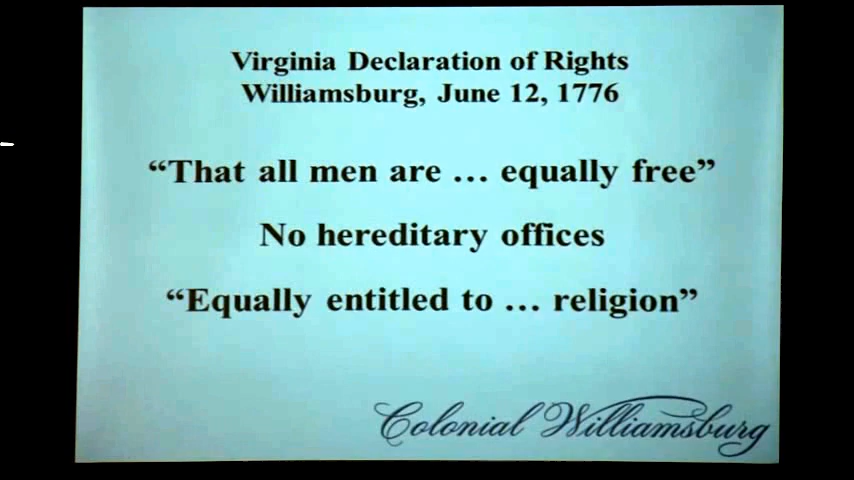 Virginia Declaration of Rights
Williamsburg, June 12, 1776
“That all men are … equally free”
No hereditary offices
“Equally entitled to … religion”
Colonial Williamsburg